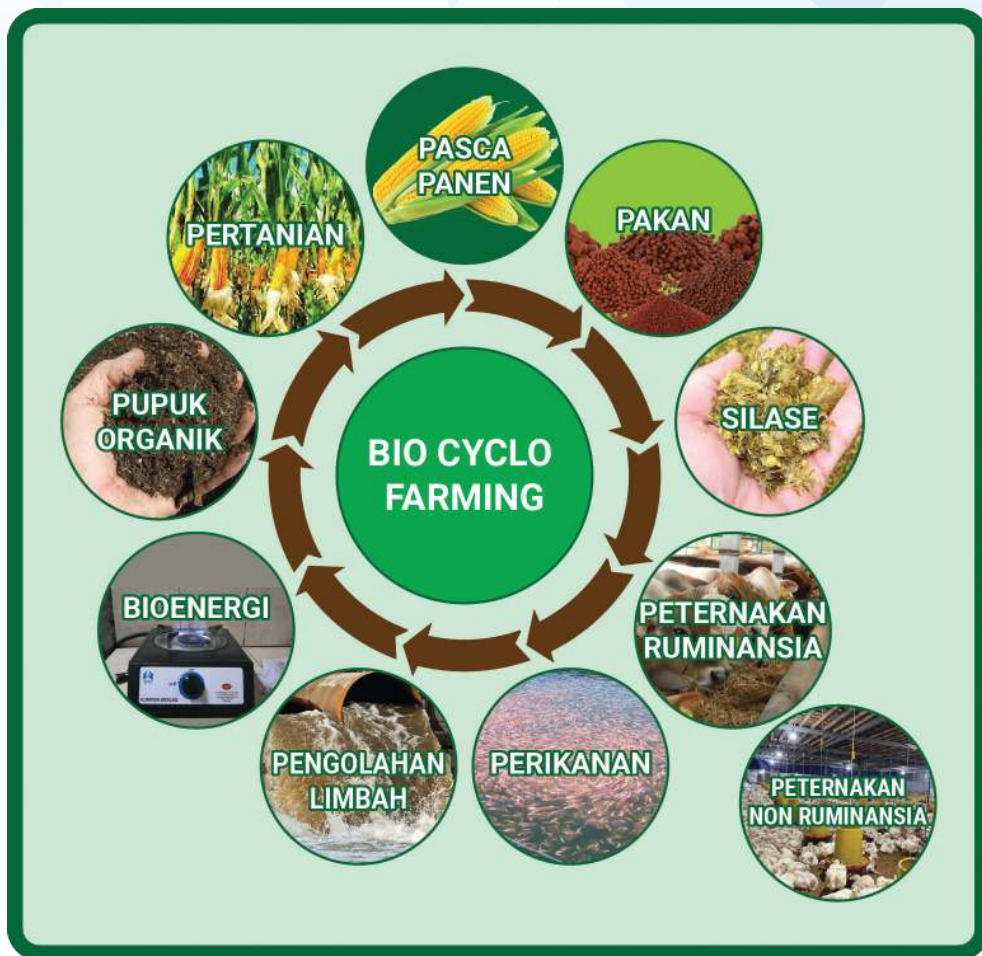 PASCA
PANEN
PAKAN
SILASE
PETERNAKAN
RUMINANSIA
PETERNAKAN
NON RUMINANSIA
PERIKANAN
PENGOLAHAN
LIMBAH
BIOENERGI
PUPUK
ORGANIK
PERTANIAN
BIO CYCLO
FARMING